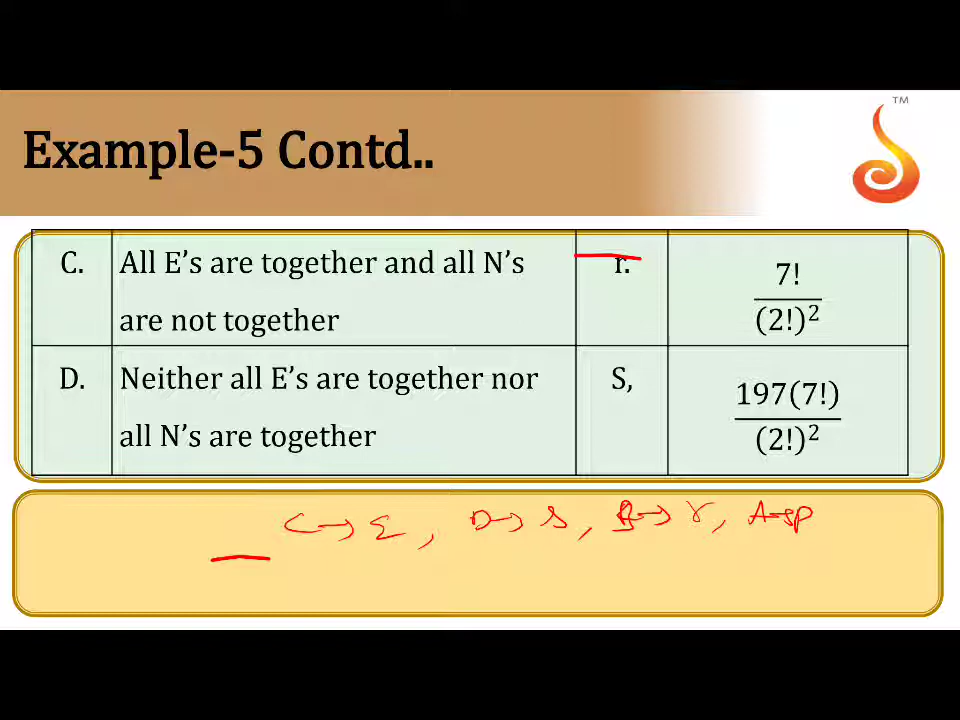 TM
Example-5 Contd..
C. All E's are together and all N's r. 7!
are not together (2!)2
D. Neither all E's are together nor S, 197(7!)
all N's are together (2!)2
C→ Σ, D→ s, B→ r, A→p